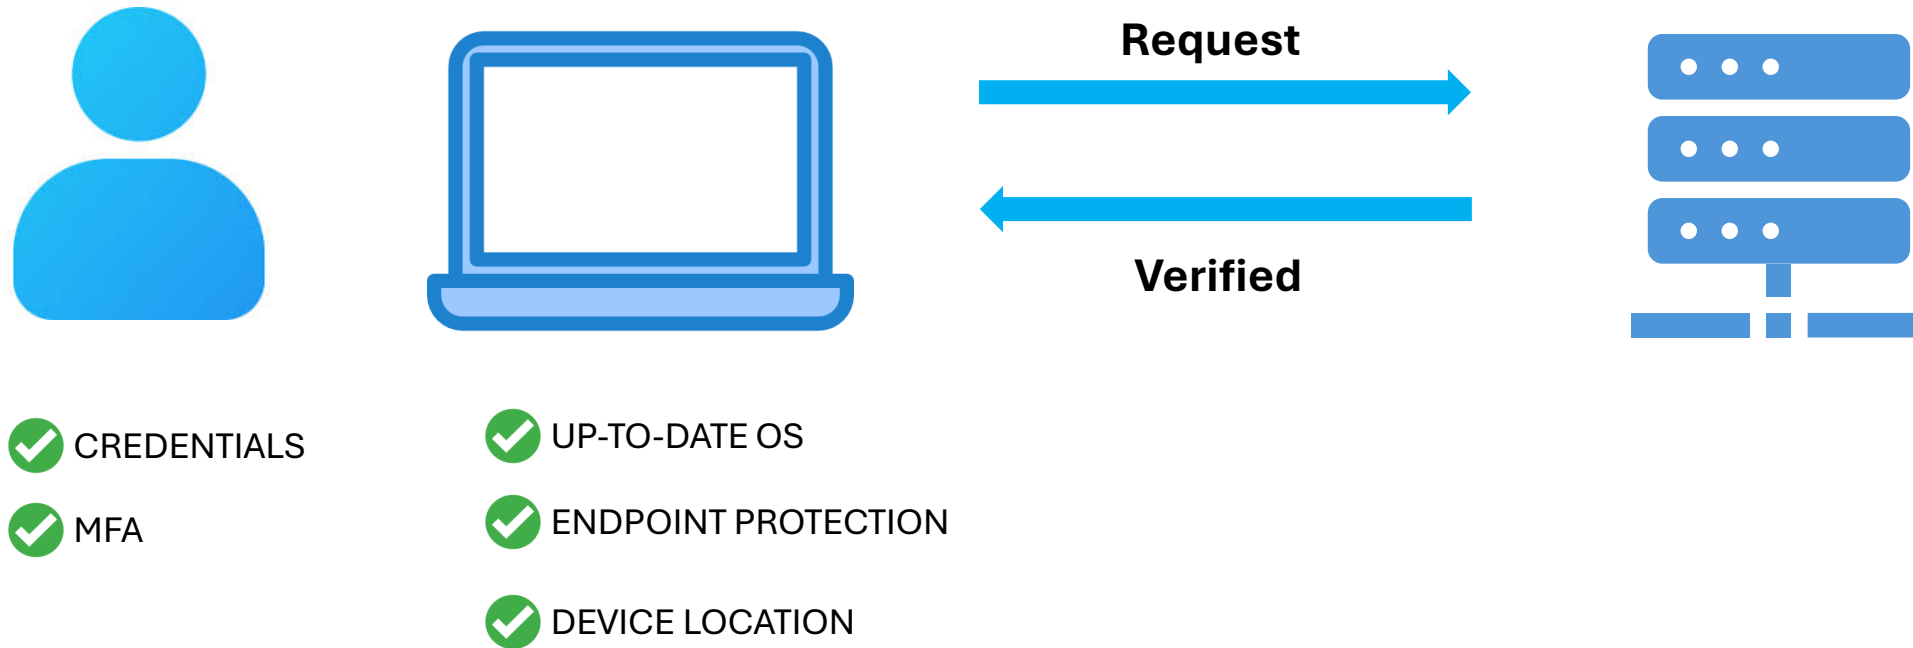 Request
Verified
CREDENTIALS
MFA
UP-TO-DATE OS
ENDPOINT PROTECTION
DEVICE LOCATION